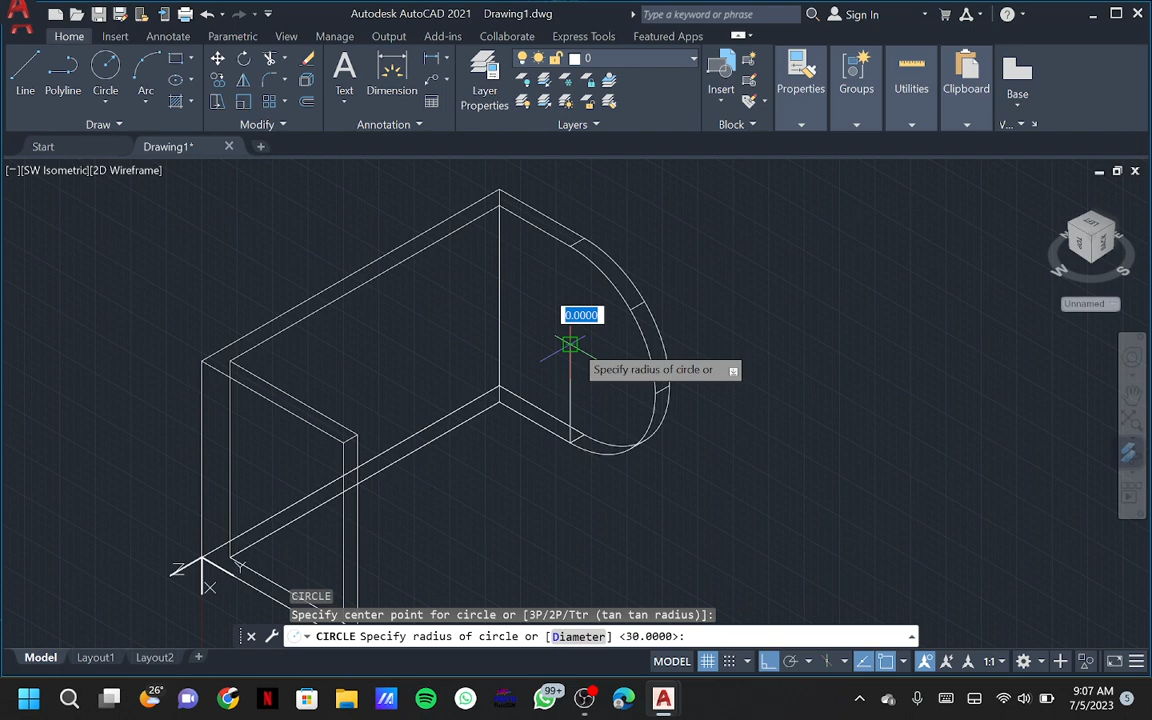 Autodesk AutoCAD 2021 Drawing1.dwg
Type a keyword or phrase
Sign In
Home Insert Annotate Parametric View Manage Output Add-ins Collaborate Express Tools Featured Apps
0
Line Polyline Circle Arc
Text Dimension
Layer
Properties
Insert
Properties Groups Utilities Clipboard Base
Draw Modify Annotation Layers Block V...
Start Drawing1*
[−][SW Isometric][2D Wireframe]
LEFT
TOP
BACK
W S
Unnamed
0.0000
Specify radius of circle or
Z Y
X
CIRCLE
Specify center point for circle or [3P/2P/Ttr (tan tan radius)]:
CIRCLE Specify radius of circle or [Diameter] <30.0000>:
Model Layout1 Layout2 +
MODEL
1:1
26°
99+
9:07 AM
7/5/2023